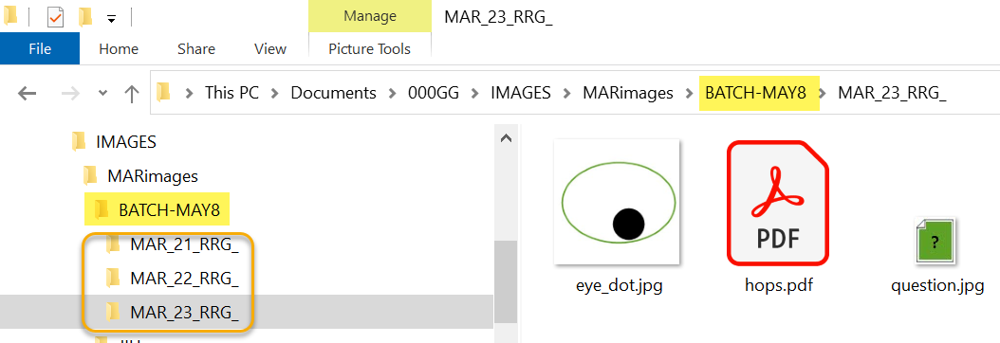 Manage
MAR_23_RRG_
File
Home
Share
View
Picture Tools
This PC
Documents
000GG
IMAGES
MARimages
BATCH-MAY8
MAR_23_RRG_
IMAGES
MARimages
BATCH-MAY8
MAR_21_RRG_
MAR_22_RRG_
MAR_23_RRG_
PDF
?
eye_dot.jpg
hops.pdf
question.jpg